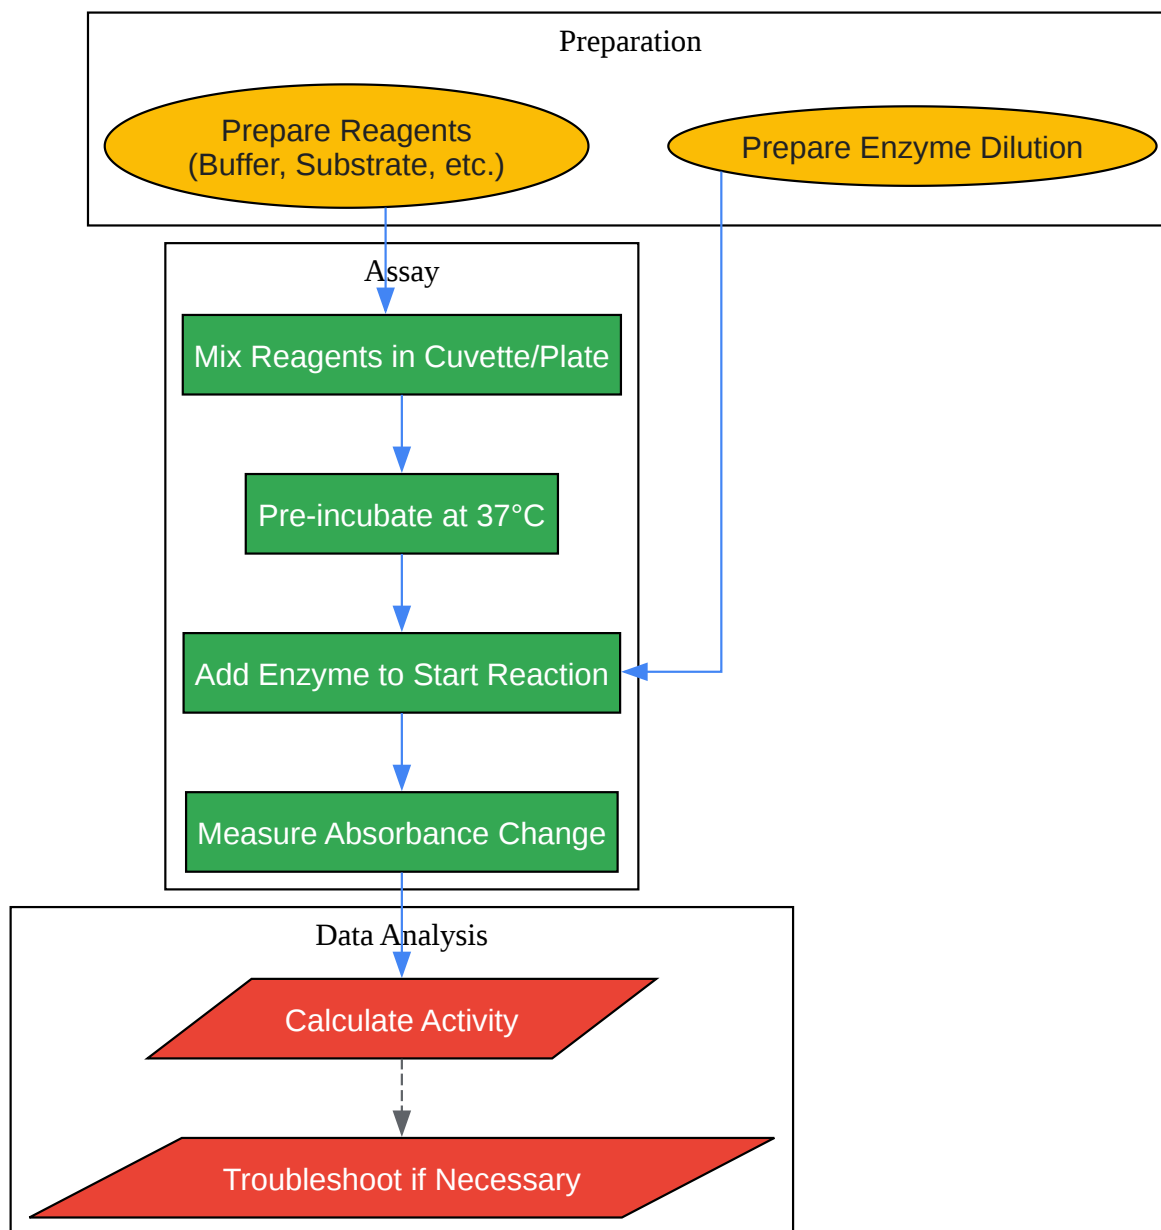 Preparation
Prepare Reagents
(Buffer, Substrate, etc.)
Prepare Enzyme Dilution
Assay
Mix Reagents in Cuvette/Plate
Pre-incubate at 37°C
Add Enzyme to Start Reaction
Measure Absorbance Change
Data Analysis
Calculate Activity
Troubleshoot if Necessary